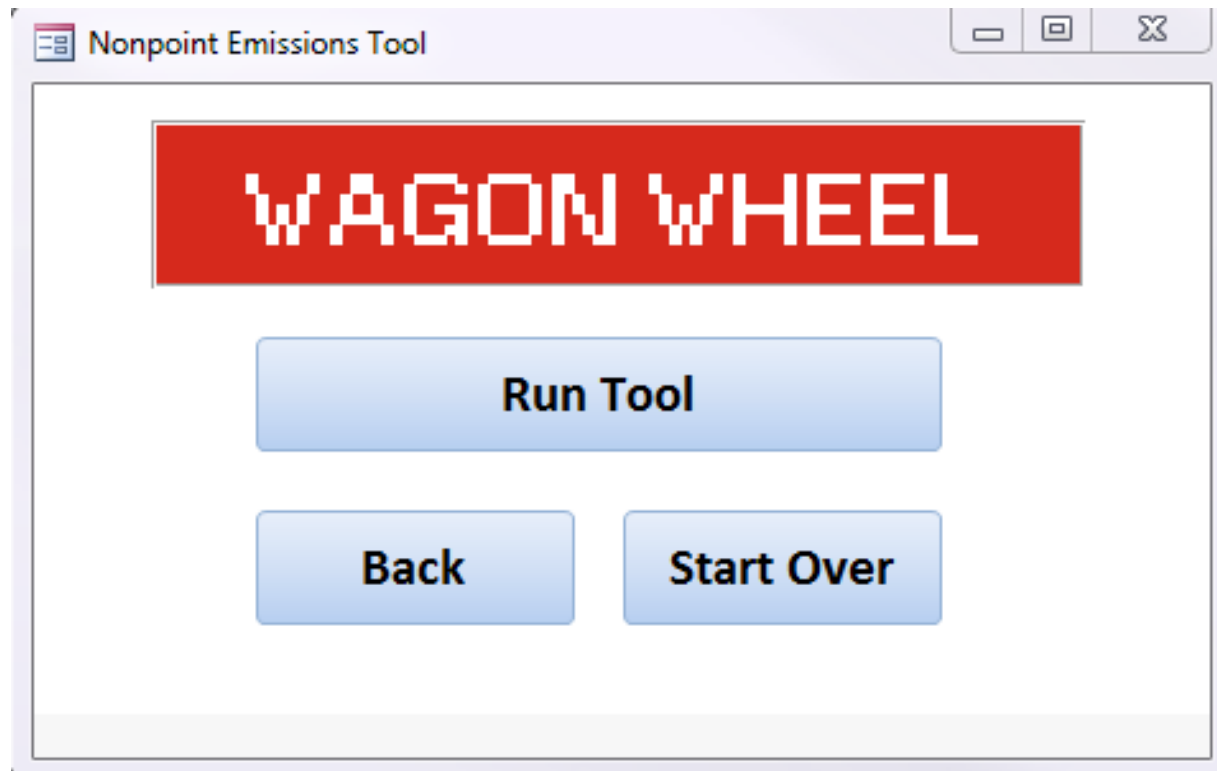 Nonpoint Emissions Tool
WAGON WHEEL
Run Tool
Back
Start Over